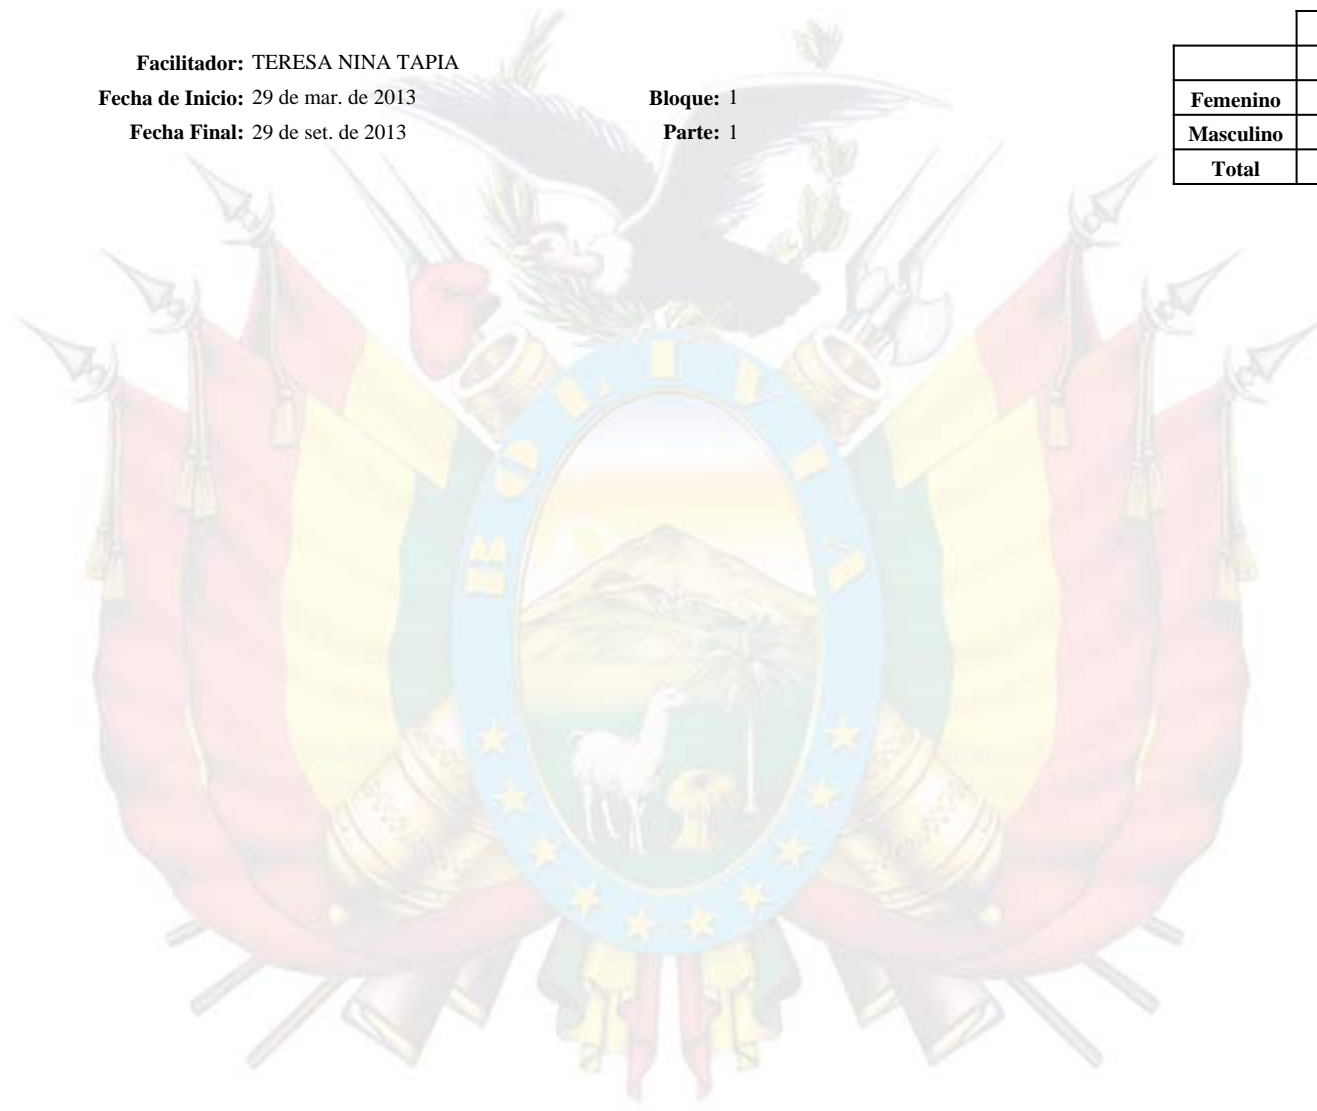 Facilitador: TERESA NINA TAPIA
Fecha de Inicio: 29 de mar. de 2013 Bloque: 1
Fecha Final: 29 de set. de 2013 Parte: 1
Femenino
Masculino
Total
BOLIVIA